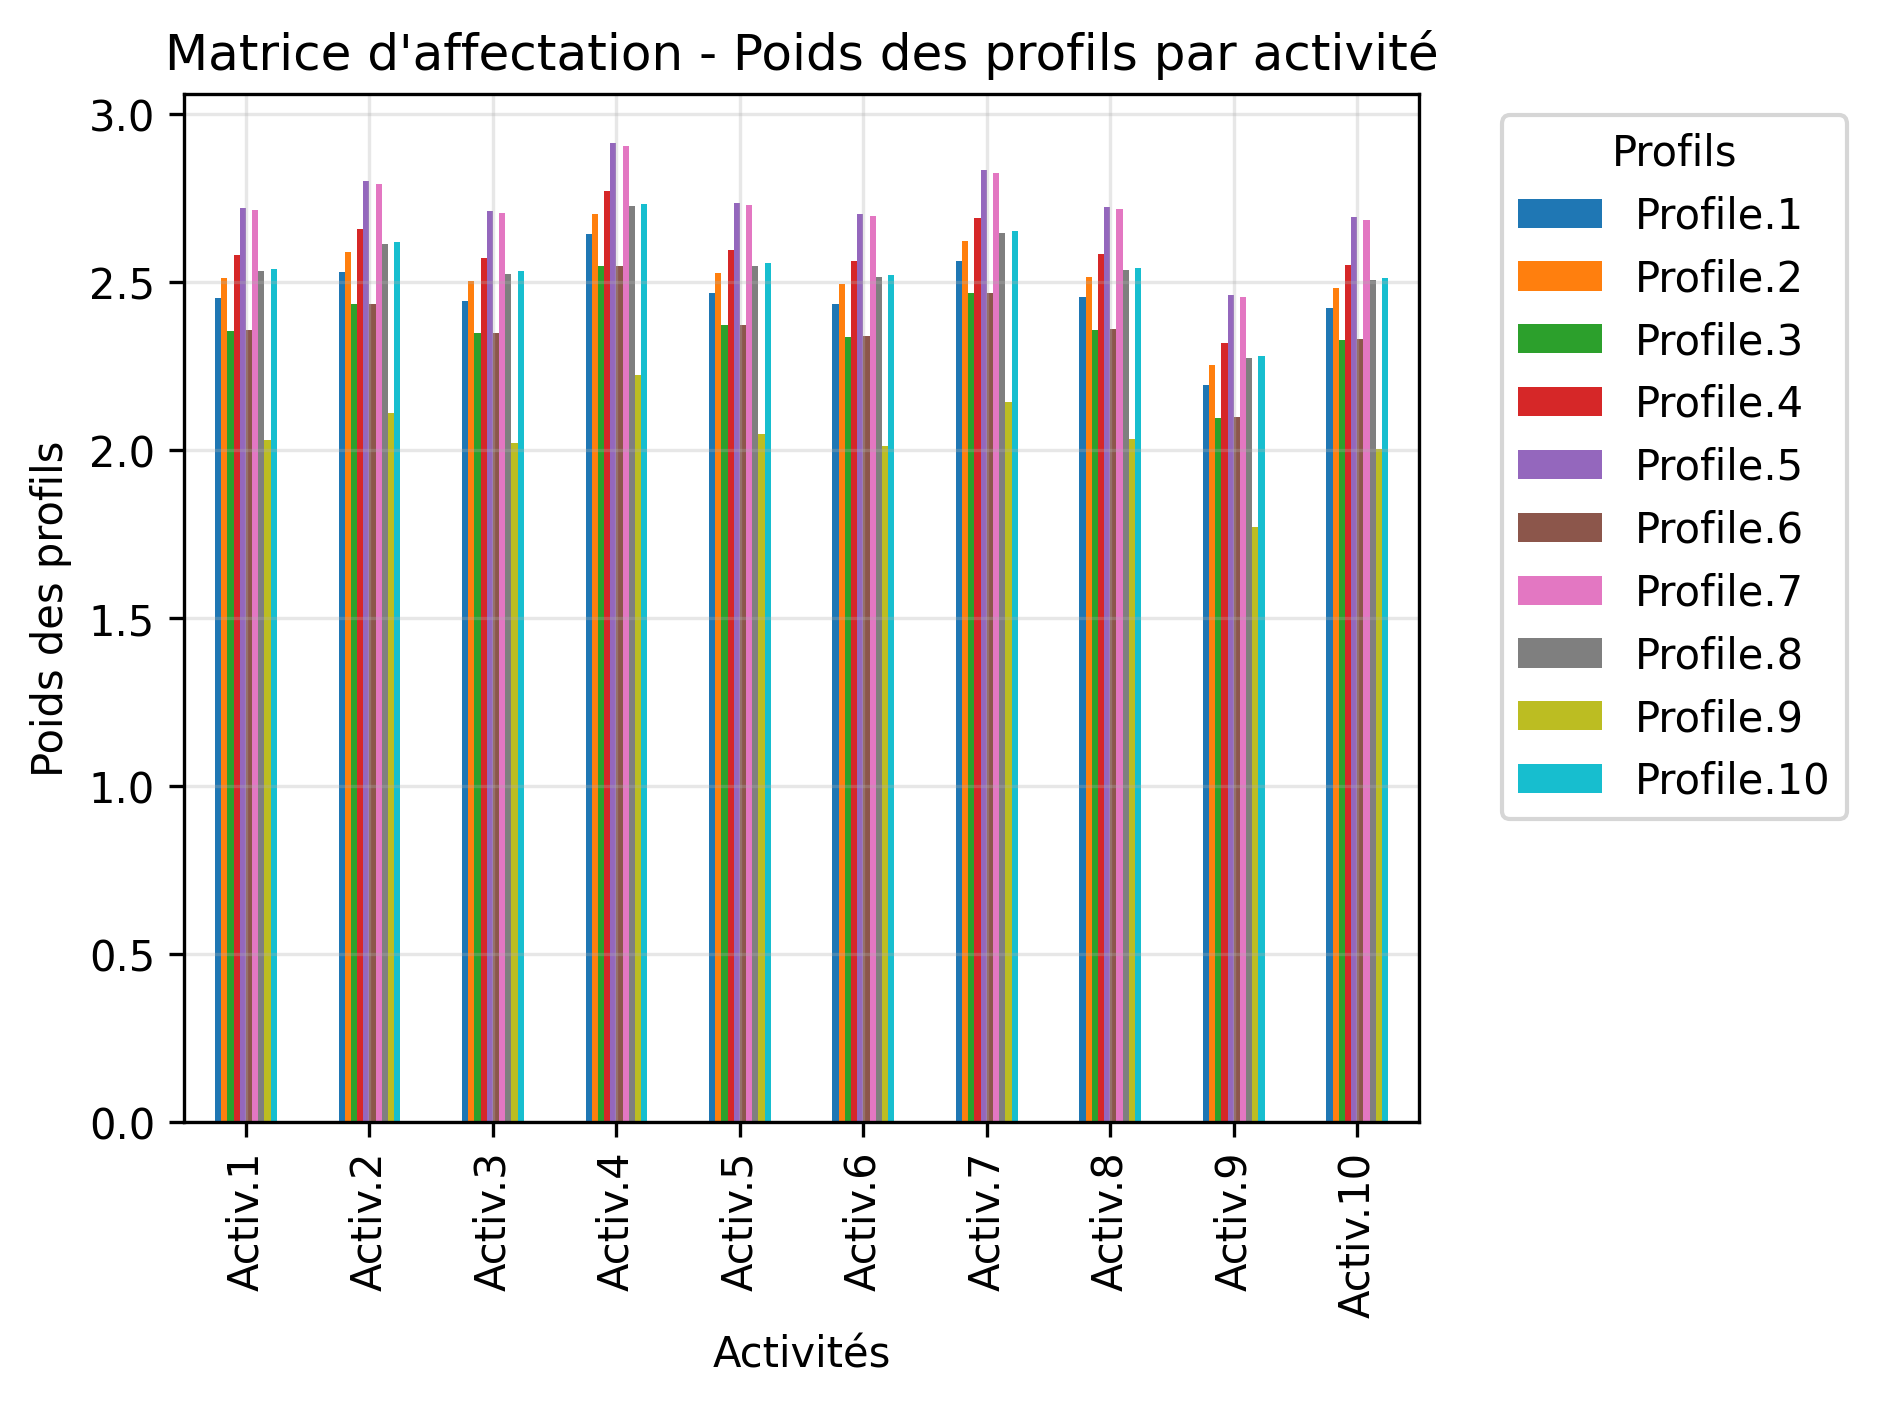 Matrice d'affectation - Poids des profils par activité
Poids des profils
3.0
2.5
2.0
1.5
1.0
0.5
0.0
Activ.1
Activ.2
Activ.3
Activ.4
Activ.5
Activ.6
Activ.7
Activ.8
Activ.9
Activ.10
Activités
Profils
Profile.1
Profile.2
Profile.3
Profile.4
Profile.5
Profile.6
Profile.7
Profile.8
Profile.9
Profile.10